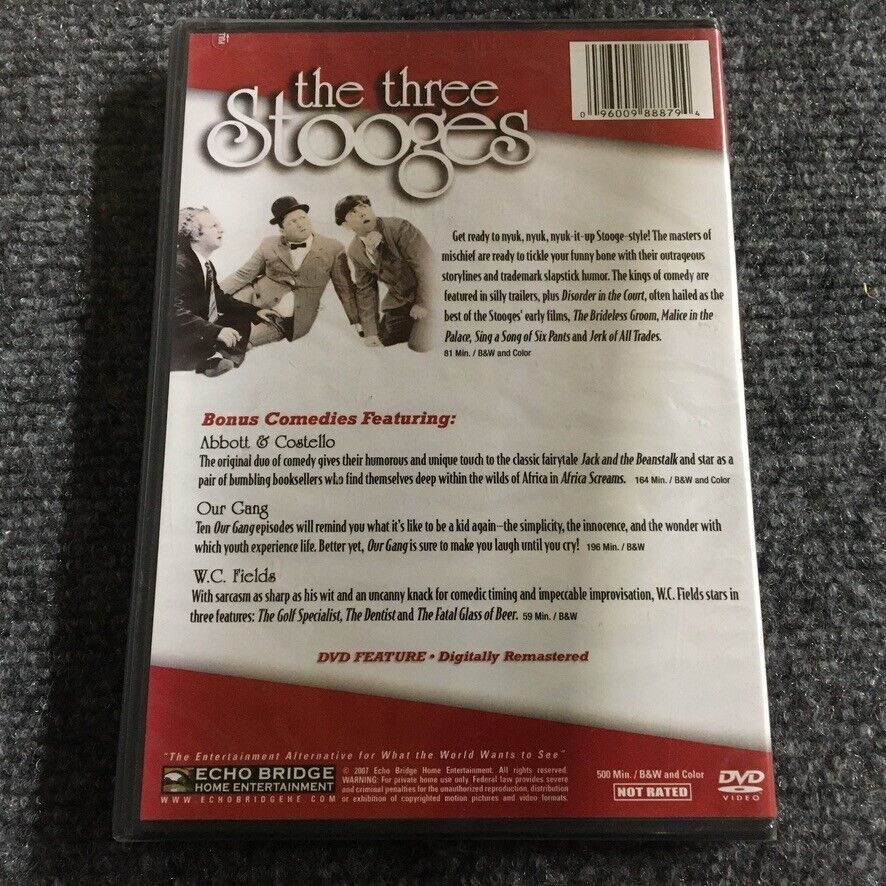 the three
Stooges
0 96009 88879 4
Get ready to nyuk, nyuk, nyuk-it-up Stooge-style! The masters of
mischief are ready to tickle your funny bone with their outrageous
storylines and trademark slapstick humor. The kings of comedy are
featured in silly trailers, plus Disorder in the Court, often hailed as the
best of the Stooges' early films, The Brideless Groom, Malice in the
Palace, Sing a Song of Six Pants and Jerk of All Trades.
81 Min. / B&W and Color
Bonus Comedies Featuring:
Abbott & Costello
The original duo of comedy gives their humorous and unique touch to the classic fairytale Jack and the Beanstalk and star as a
pair of bumbling booksellers who find themselves deep within the wilds of Africa in Africa Screams. 164 Min. / B&W and Color
Our Gang
Ten Our Gang episodes will remind you what it's like to be a kid again–the simplicity, the innocence, and the wonder with
which youth experience life. Better yet, Our Gang is sure to make you laugh until you cry! 196 Min. / B&W
W.C. Fields
With sarcasm as sharp as his wit and an uncanny knack for comedic timing and impeccable improvisation, W.C. Fields stars in
three features: The Golf Specialist, The Dentist and The Fatal Glass of Beer. 59 Min. / B&W
DVD FEATURE • Digitally Remastered
"The Entertainment Alternative for What the World Wants to See"
ECHO BRIDGE
HOME ENTERTAINMENT
WWW.ECHOBRIDGEHE.COM
© 2007 Echo Bridge Home Entertainment. All rights reserved.
WARNING: For private home use only. Federal law provides severe
and criminal penalties for the unauthorized reproduction, distribution
or exhibition of copyrighted motion pictures and video formats.
500 Min. / B&W and Color
NOT RATED
DVD
VIDEO